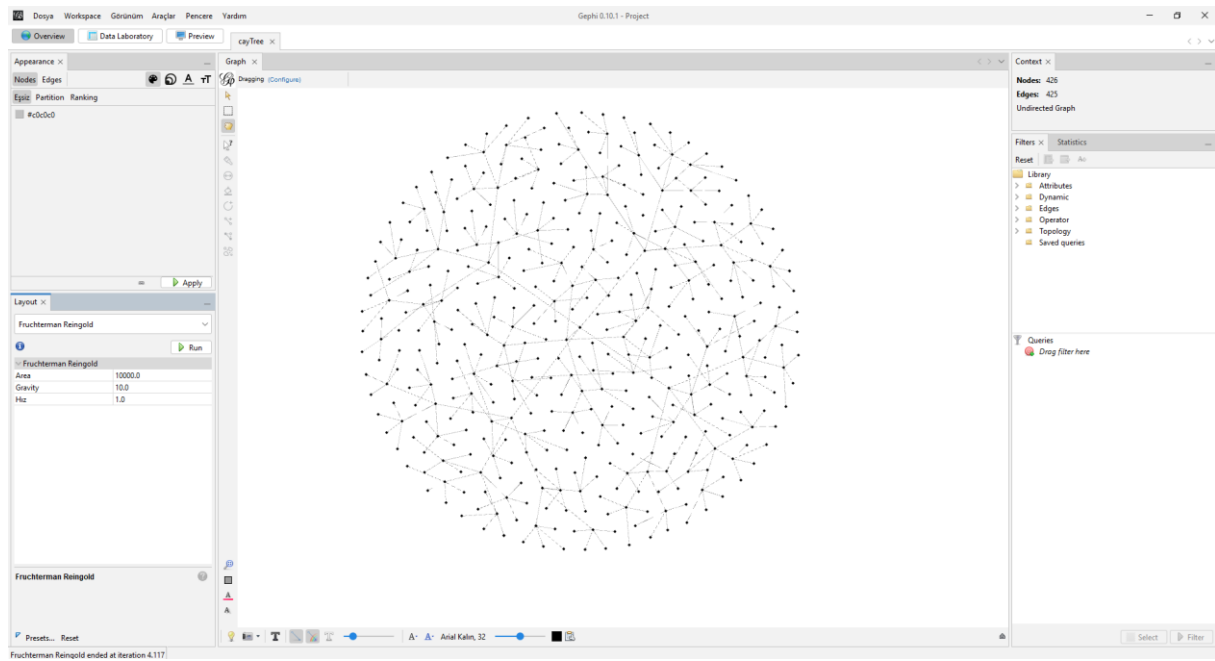 Dosya Workspace Görünüm Araçlar Pencere Yardım
Gephi 0.10.1 - Project
Overview Data Laboratory Preview
cayTree ×
Appearance ×
Nodes Edges
Eşsiz Partition Ranking
#c0c0c0
Apply
Layout ×
Fruchterman Reingold
Run
Fruchterman Reingold
Area 10000.0
Gravity 10.0
Hız 1.0
Fruchterman Reingold
Presets... Reset
Fruchterman Reingold ended at iteration 4.117
Graph ×
Dragging (Configure)
T T A- A- Arial Kalın, 32
Context ×
Nodes: 426
Edges: 425
Undirected Graph
Filters × Statistics
Reset
Library
Attributes
Dynamic
Edges
Operator
Topology
Saved queries
Queries
Drag filter here
Select Filter